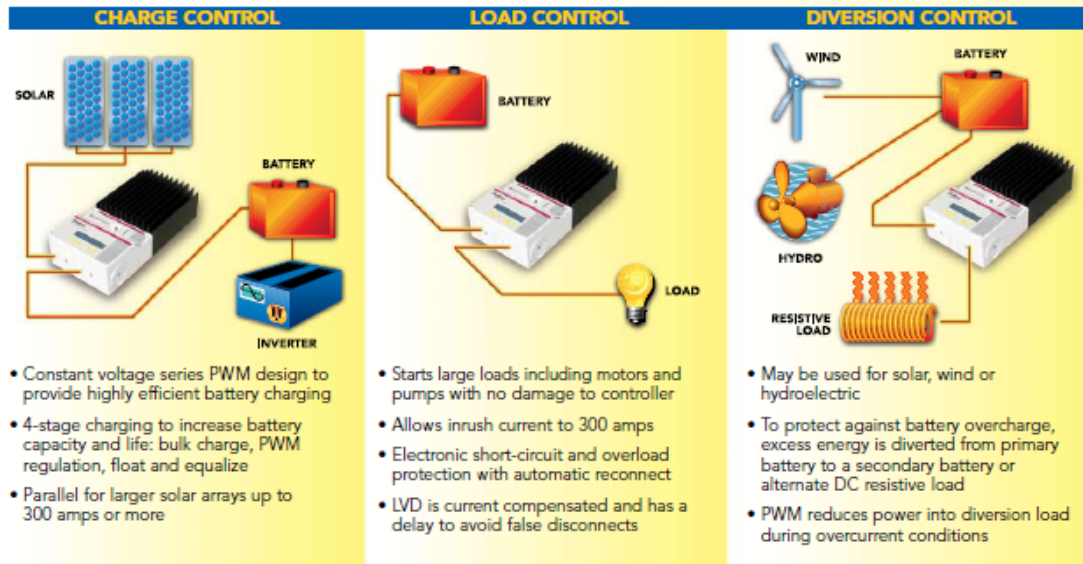 CHARGE CONTROL
SOLAR
BATTERY
INVERTER
• Constant voltage series PWM design to
provide highly efficient battery charging
• 4-stage charging to increase battery
capacity and life: bulk charge, PWM
regulation, float and equalize
• Parallel for larger solar arrays up to
300 amps or more
LOAD CONTROL
BATTERY
LOAD
• Starts large loads including motors and
pumps with no damage to controller
• Allows inrush current to 300 amps
• Electronic short-circuit and overload
protection with automatic reconnect
• LVD is current compensated and has a
delay to avoid false disconnects
DIVERSION CONTROL
WIND
BATTERY
HYDRO
RESISTIVE
LOAD
• May be used for solar, wind or
hydroelectric
• To protect against battery overcharge,
excess energy is diverted from primary
battery to a secondary battery or
alternate DC resistive load
• PWM reduces power into diversion load
during overcurrent conditions